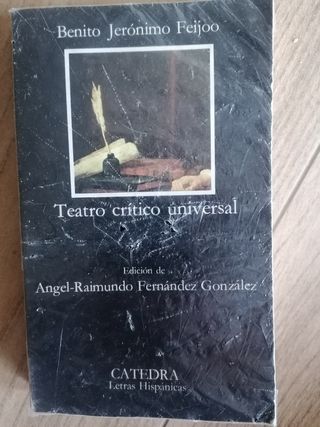 Benito Jerónimo Feijoo
Teatro crítico universal
Edición de
Angel-Raimundo Fernández González
CATEDRA
Letras Hispánicas